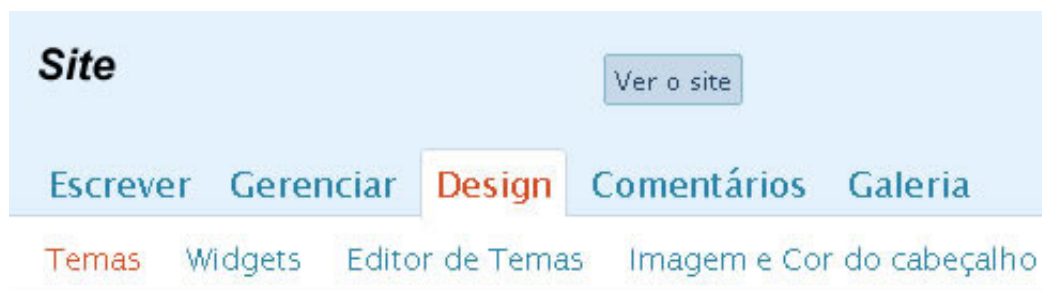 Site
Ver o site
Escrever Gerenciar Design Comentários Galeria
Temas Widgets Editor de Temas Imagem e Cor do cabeçalho